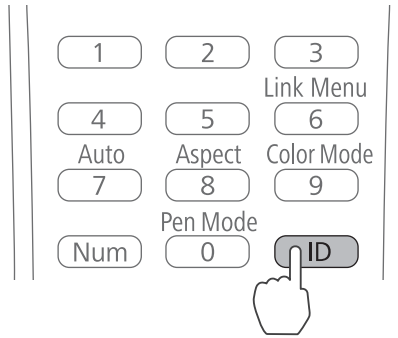 1 2 3
Link Menu
4 5 6
Auto Aspect Color Mode
7 8 9
Pen Mode
Num 0 ID